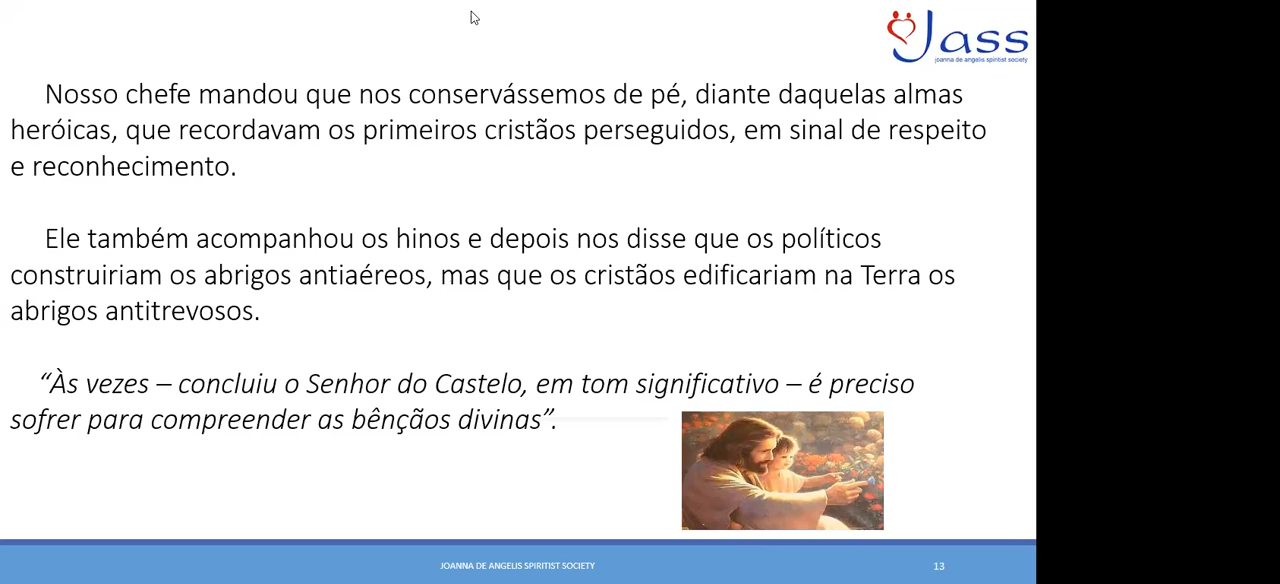 Jass
joanna de angelis spiritist society
Nosso chefe mandou que nos conservássemos de pé, diante daquelas almas
heróicas, que recordavam os primeiros cristãos perseguidos, em sinal de respeito
e reconhecimento.
Ele também acompanhou os hinos e depois nos disse que os políticos
construiriam os abrigos antiaéreos, mas que os cristãos edificariam na Terra os
abrigos antitrevosos.
“Às vezes – concluiu o Senhor do Castelo, em tom significativo – é preciso
sofrer para compreender as bênçãos divinas”.
JOANNA DE ANGELIS SPIRITIST SOCIETY
13